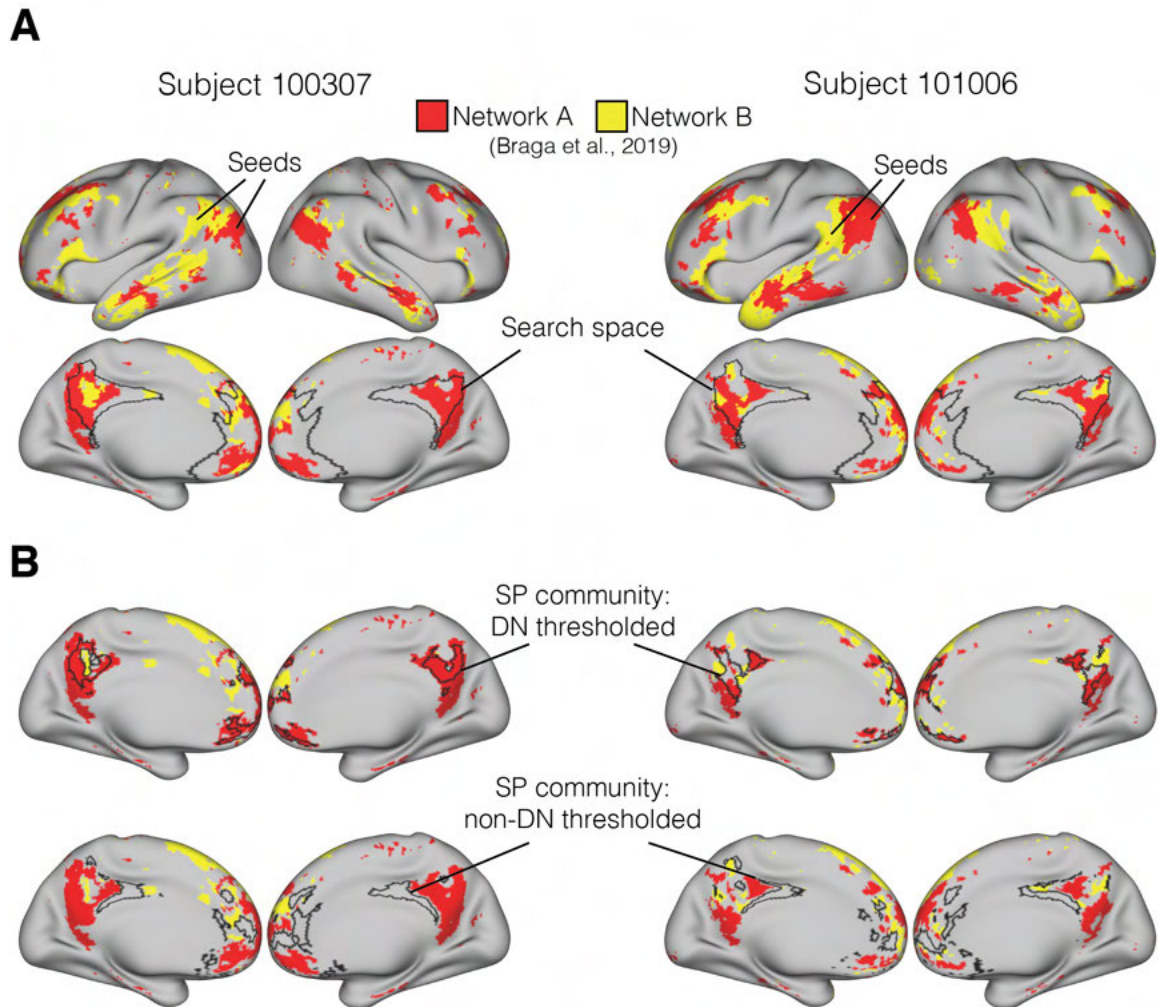 A
Subject 100307
Subject 101006
Network A
Network B
(Braga et al., 2019)
Seeds
Seeds
Search space
B
SP community:
DN thresholded
SP community:
non-DN thresholded